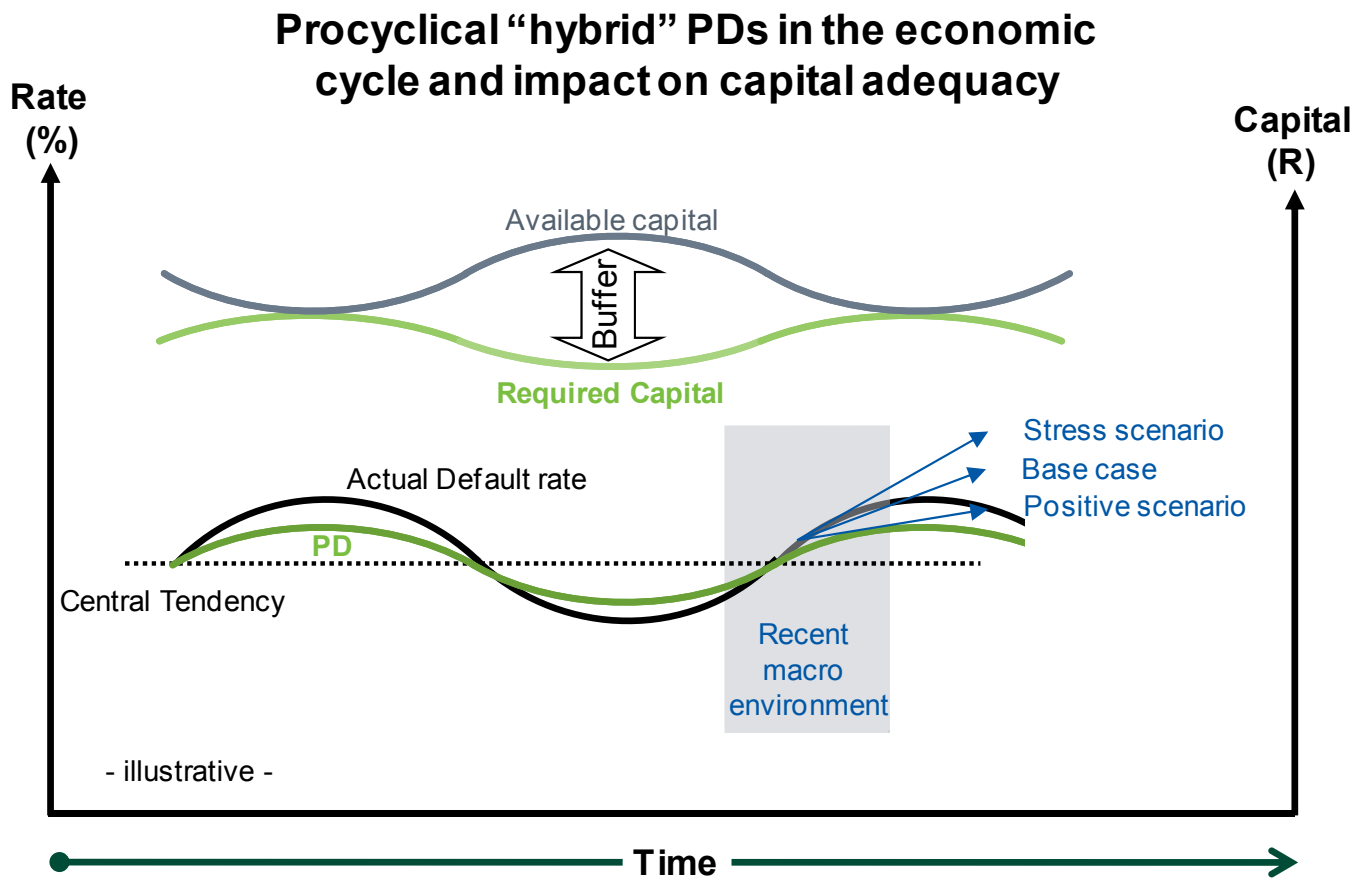 Procyclical “hybrid” PDs in the economic
cycle and impact on capital adequacy
Rate
(%)
Capital
(R)
Available capital
Buffer
Required Capital
Stress scenario
Base case
Positive scenario
Actual Default rate
PD
Central Tendency
Recent
macro
environment
- illustrative -
Time